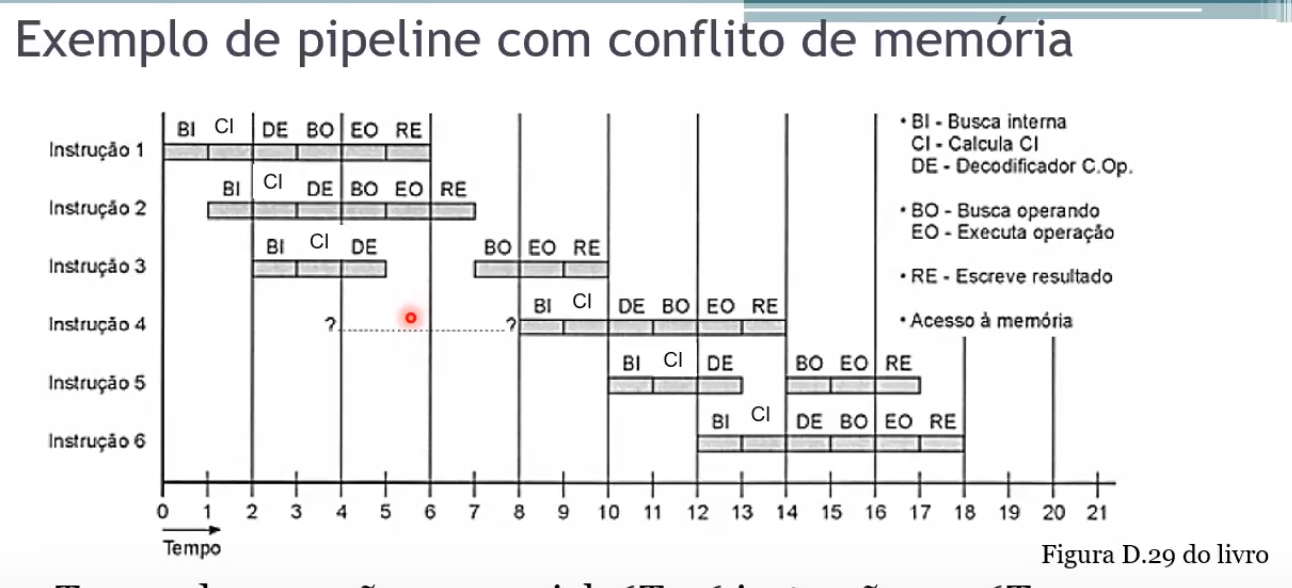 Exemplo de pipeline com conflito de memória
BI CI DE BO EO RE
Instrução 1
BI CI DE BO EO RE
Instrução 2
BI CI DE BO EO RE
Instrução 3
? ? BI CI DE BO EO RE
Instrução 4
BI CI DE BO EO RE
Instrução 5
BI CI DE BO EO RE
Instrução 6
0 1 2 3 4 5 6 7 8 9 10 11 12 13 14 15 16 17 18 19 20 21
Tempo
• BI - Busca interna
CI - Calcula CI
DE - Decodificador C.Op.
• BO - Busca operando
EO - Executa operação
• RE - Escreve resultado
• Acesso à memória
Figura D.29 do livro